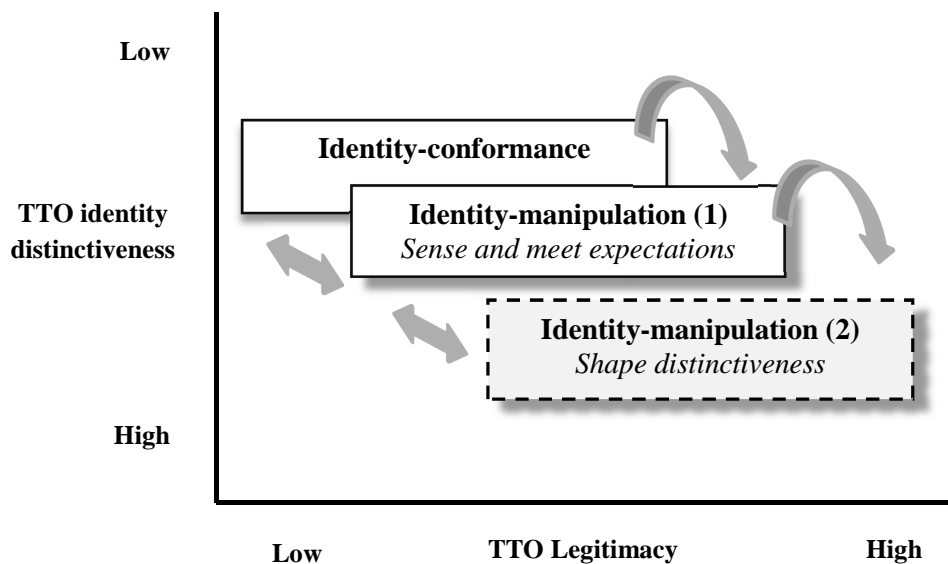 Low
Identity-conformance
TTO identity
distinctiveness
Identity-manipulation (1)
Sense and meet expectations
Identity-manipulation (2)
Shape distinctiveness
High
Low
TTO Legitimacy
High